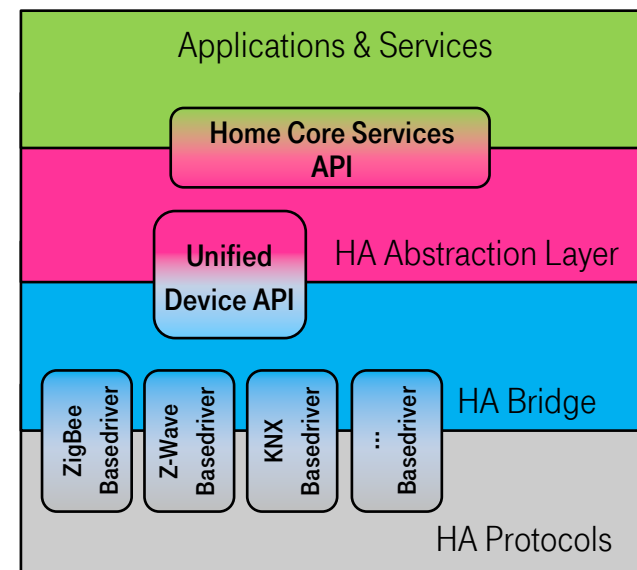 Applications & Services
Home Core Services
API
Unified
Device API
HA Abstraction Layer
ZigBee
Basedriver
Z-Wave
Basedriver
KNX
Basedriver
...
Basedriver
HA Bridge
HA Protocols